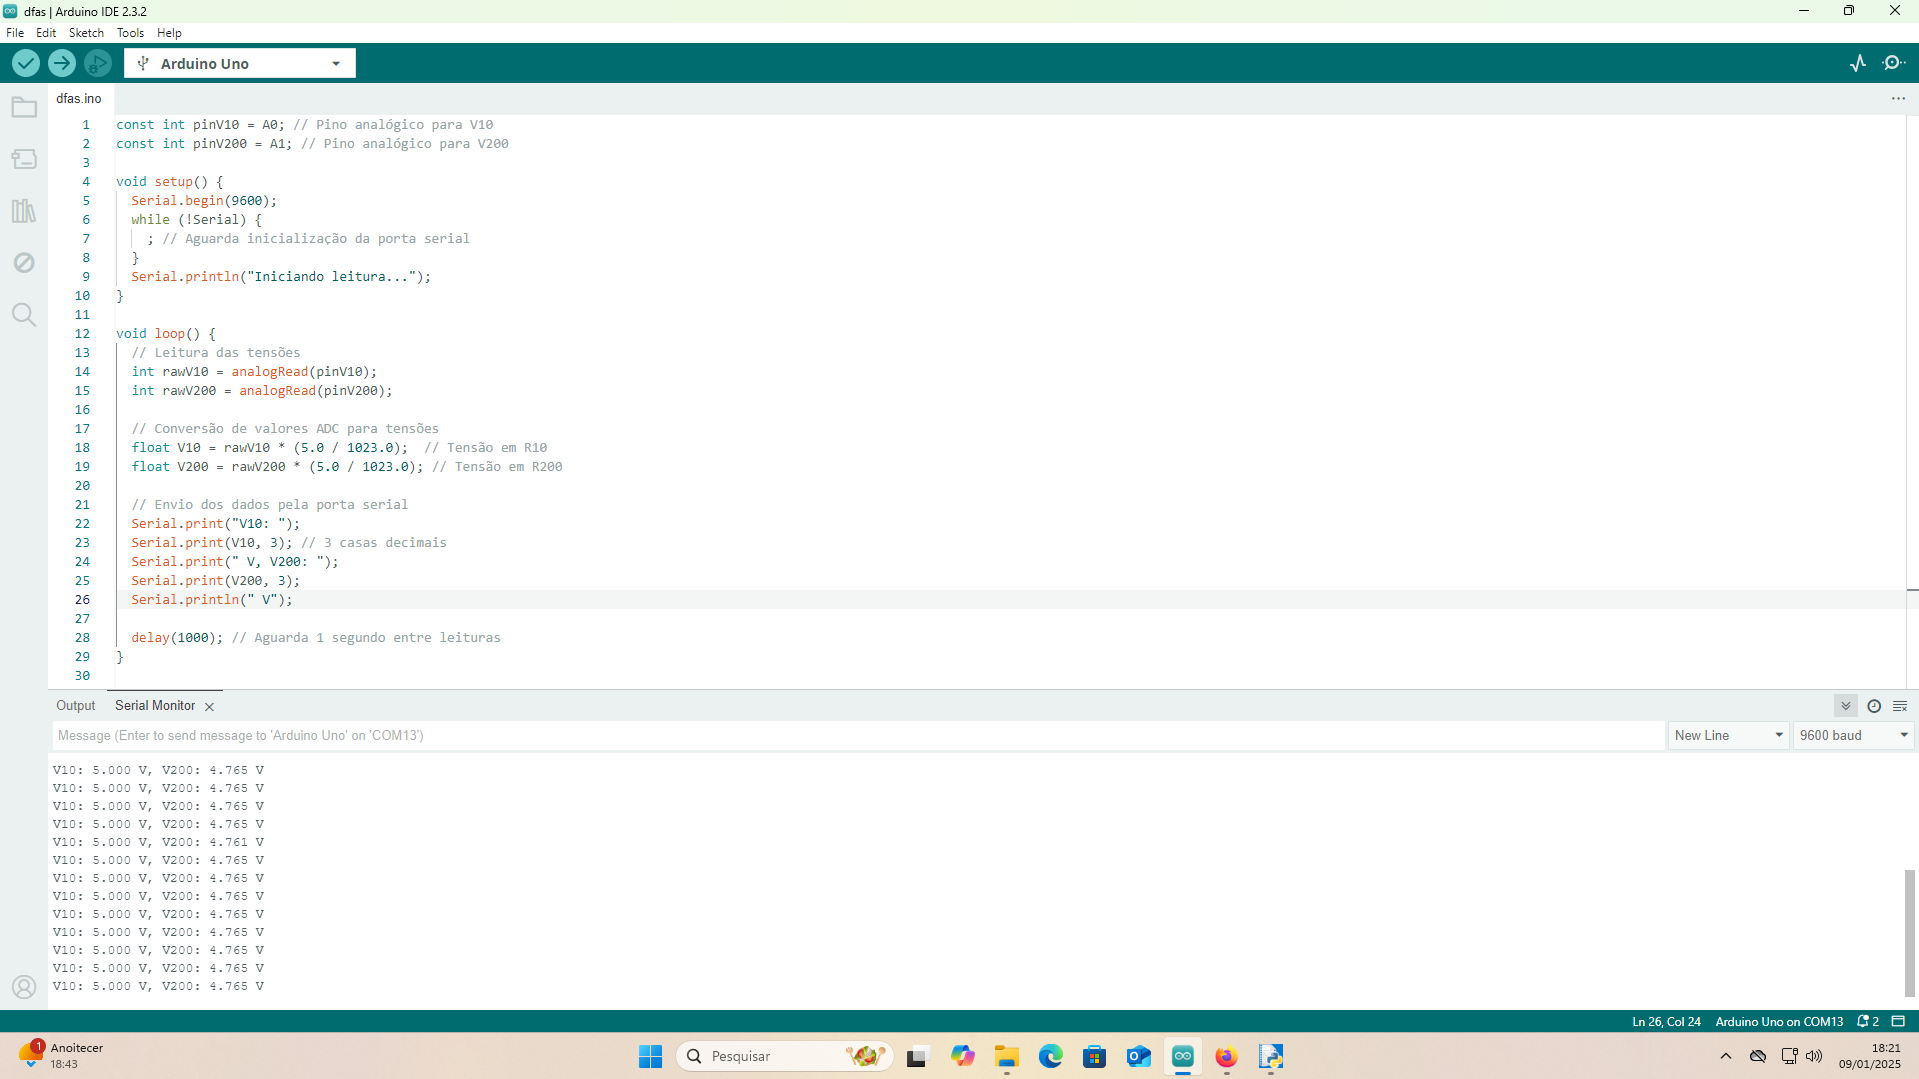 dfas | Arduino IDE 2.3.2
File Edit Sketch Tools Help
Arduino Uno
dfas.ino
1 const int pinV10 = A0; // Pino analógico para V10
2 const int pinV200 = A1; // Pino analógico para V200
3
4 void setup() {
5 Serial.begin(9600);
6 while (!Serial) {
7 ; // Aguarda inicialização da porta serial
8 }
9 Serial.println("Iniciando leitura...");
10 }
11
12 void loop() {
13 // Leitura das tensões
14 int rawV10 = analogRead(pinV10);
15 int rawV200 = analogRead(pinV200);
16
17 // Conversão de valores ADC para tensões
18 float V10 = rawV10 * (5.0 / 1023.0); // Tensão em R10
19 float V200 = rawV200 * (5.0 / 1023.0); // Tensão em R200
20
21 // Envio dos dados pela porta serial
22 Serial.print("V10: ");
23 Serial.print(V10, 3); // 3 casas decimais
24 Serial.print(" V, V200: ");
25 Serial.print(V200, 3);
26 Serial.println(" V");
27
28 delay(1000); // Aguarda 1 segundo entre leituras
29 }
30
Output Serial Monitor
Message (Enter to send message to 'Arduino Uno' on 'COM13') New Line 9600 baud
V10: 5.000 V, V200: 4.765 V
V10: 5.000 V, V200: 4.765 V
V10: 5.000 V, V200: 4.765 V
V10: 5.000 V, V200: 4.765 V
V10: 5.000 V, V200: 4.761 V
V10: 5.000 V, V200: 4.765 V
V10: 5.000 V, V200: 4.765 V
V10: 5.000 V, V200: 4.765 V
V10: 5.000 V, V200: 4.765 V
V10: 5.000 V, V200: 4.765 V
V10: 5.000 V, V200: 4.765 V
V10: 5.000 V, V200: 4.765 V
V10: 5.000 V, V200: 4.765 V
Ln 26, Col 24 Arduino Uno on COM13 2
1 Anoitecer
18:43
Pesquisar
18:21
09/01/2025